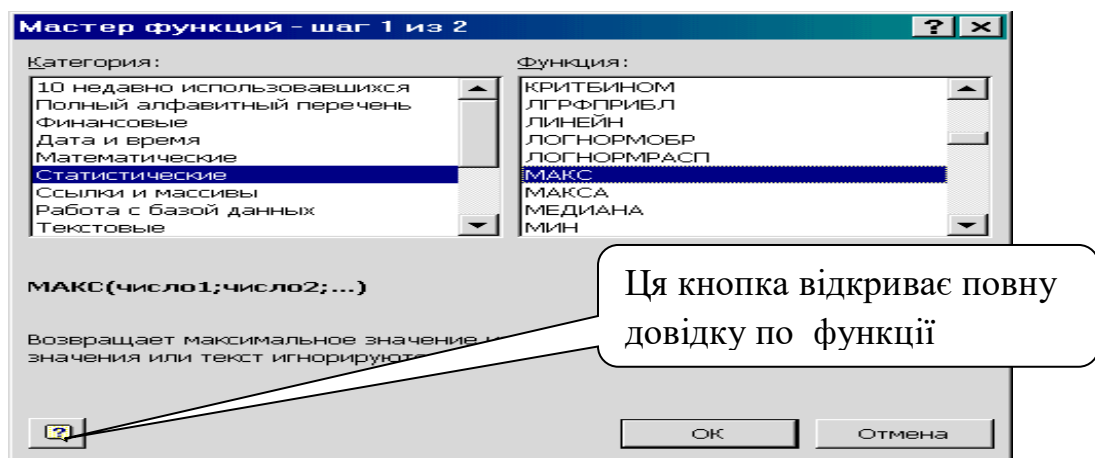 Мастер функций - шаг 1 из 2
Категория:
10 недавно использовавшихся
Полный алфавитный перечень
Финансовые
Дата и время
Математические
Статистические
Ссылки и массивы
Работа с базой данных
Текстовые
Функция:
КРИТБИНОМ
ЛГРФПРИБЛ
ЛИНЕЙН
ЛОГНОРМОБР
ЛОГНОРМРАСП
МАКС
МАКСА
МЕДИАНА
МИН
МАКС(число1;число2;...)
Возвращает максимальное значение
значения или текст игнорируют
Ця кнопка відкриває повну
довідку по функції
ОК
Отмена